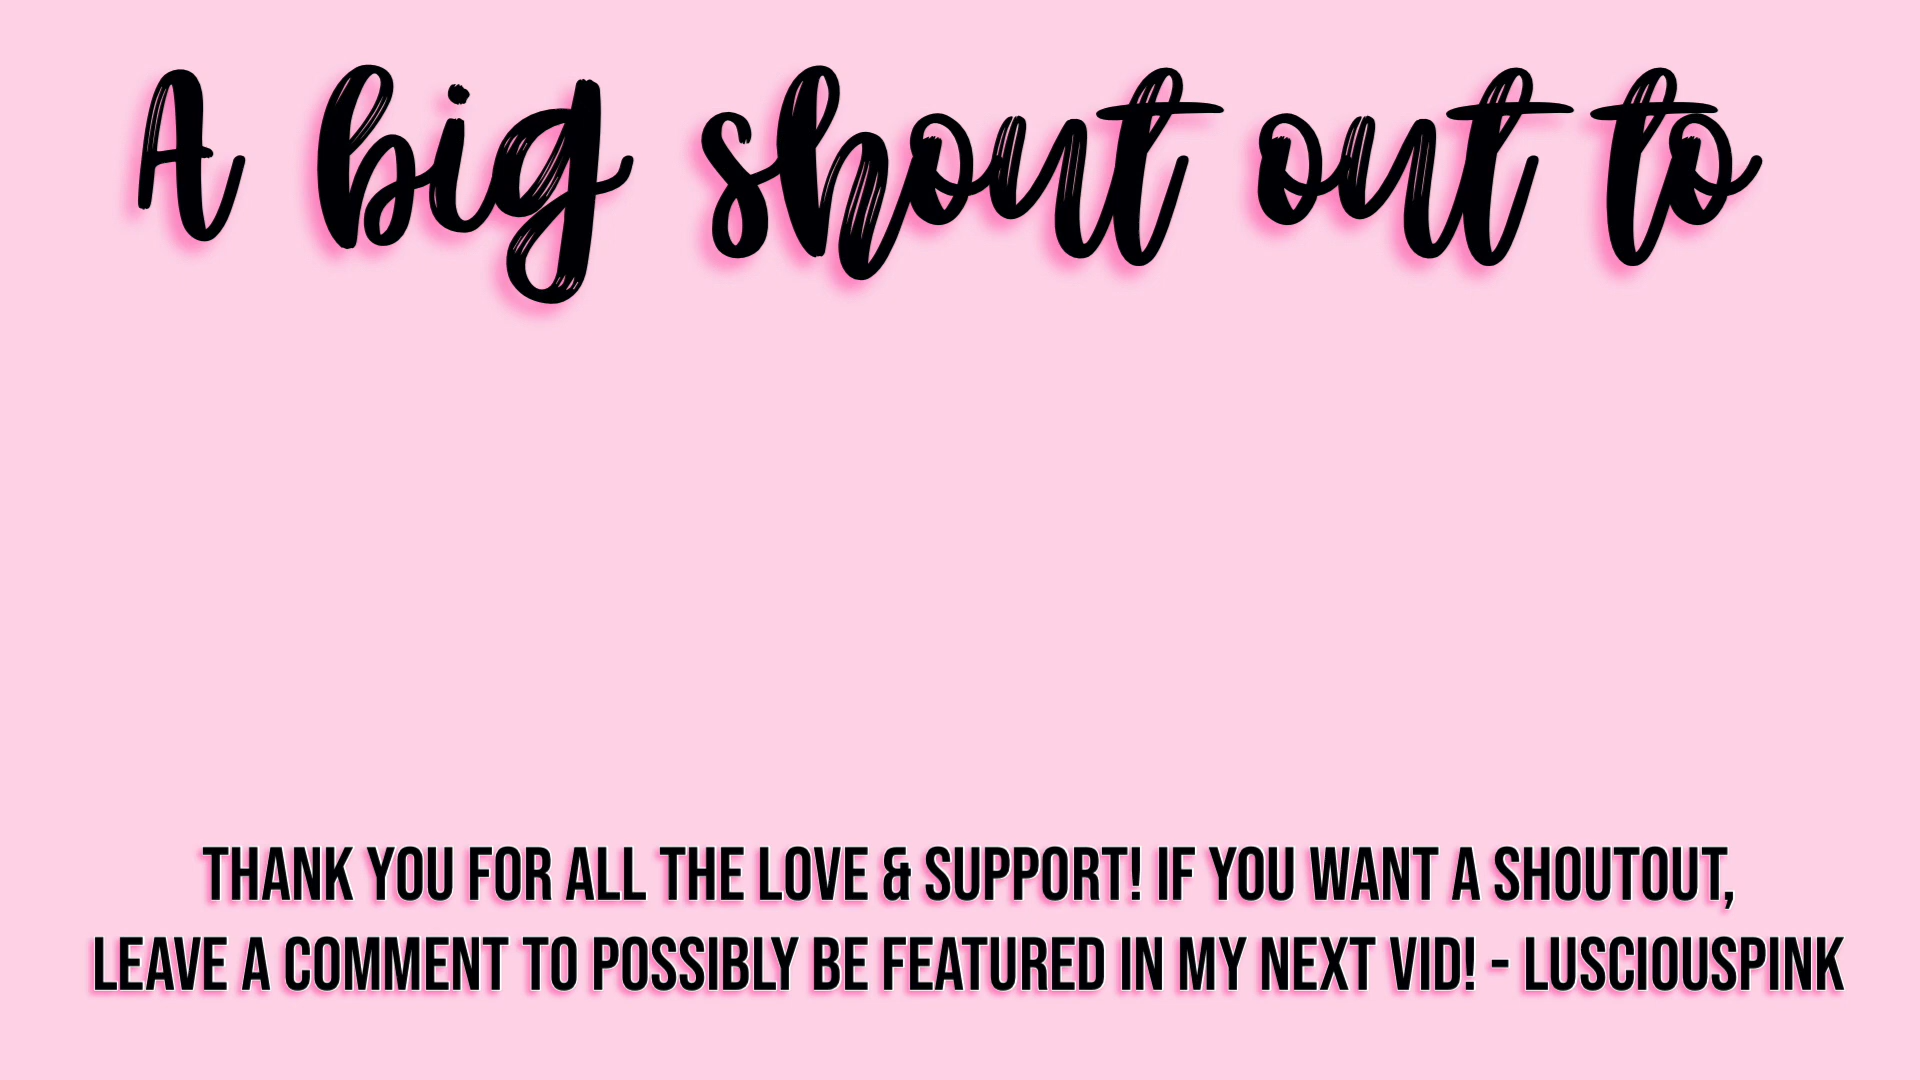 A big shout out to
THANK YOU FOR ALL THE LOVE & SUPPORT! IF YOU WANT A SHOUTOUT,
LEAVE A COMMENT TO POSSIBLY BE FEATURED IN MY NEXT VID! - LUSCIOUSPINK